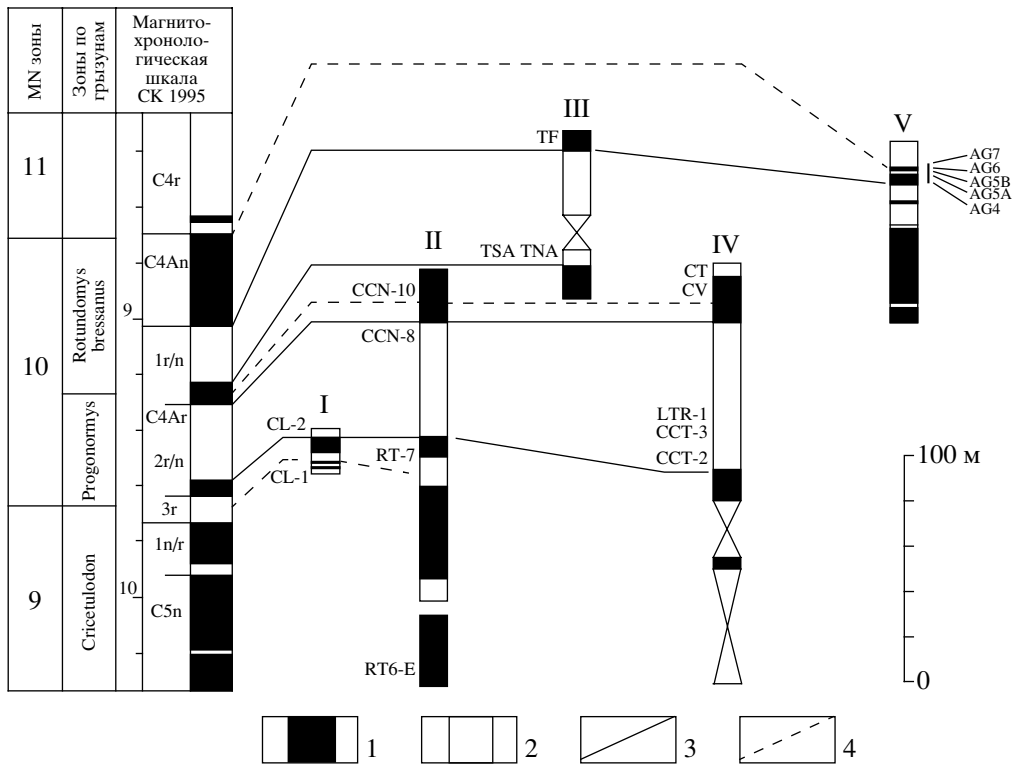 MN зоны
Зоны по
грызунам
Магнито-
хроноло-
гическая
шкала
СК 1995
11
10
9
Rotundomys
bressanus
Progonormys
Cricetulodon
9
10
C4r
C4An
1r/n
C4Ar
2r/n
3r
1n/r
C5n
I
CL-2
CL-1
II
CCN-10
CCN-8
RT-7
RT6-E
III
TF
TSA TNA
IV
CT
CV
LTR-1
CCT-3
CCT-2
V
AG7
AG6
AG5B
AG5A
AG4
100 м
0
1
2
3
4